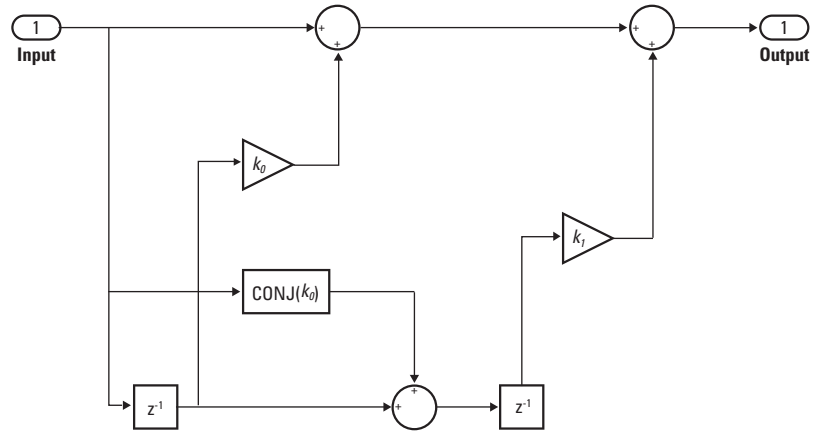 1
Input
+
+
+
+
1
Output
k₀
k₁
CONJ(k₀)
z⁻¹
+
+
z⁻¹